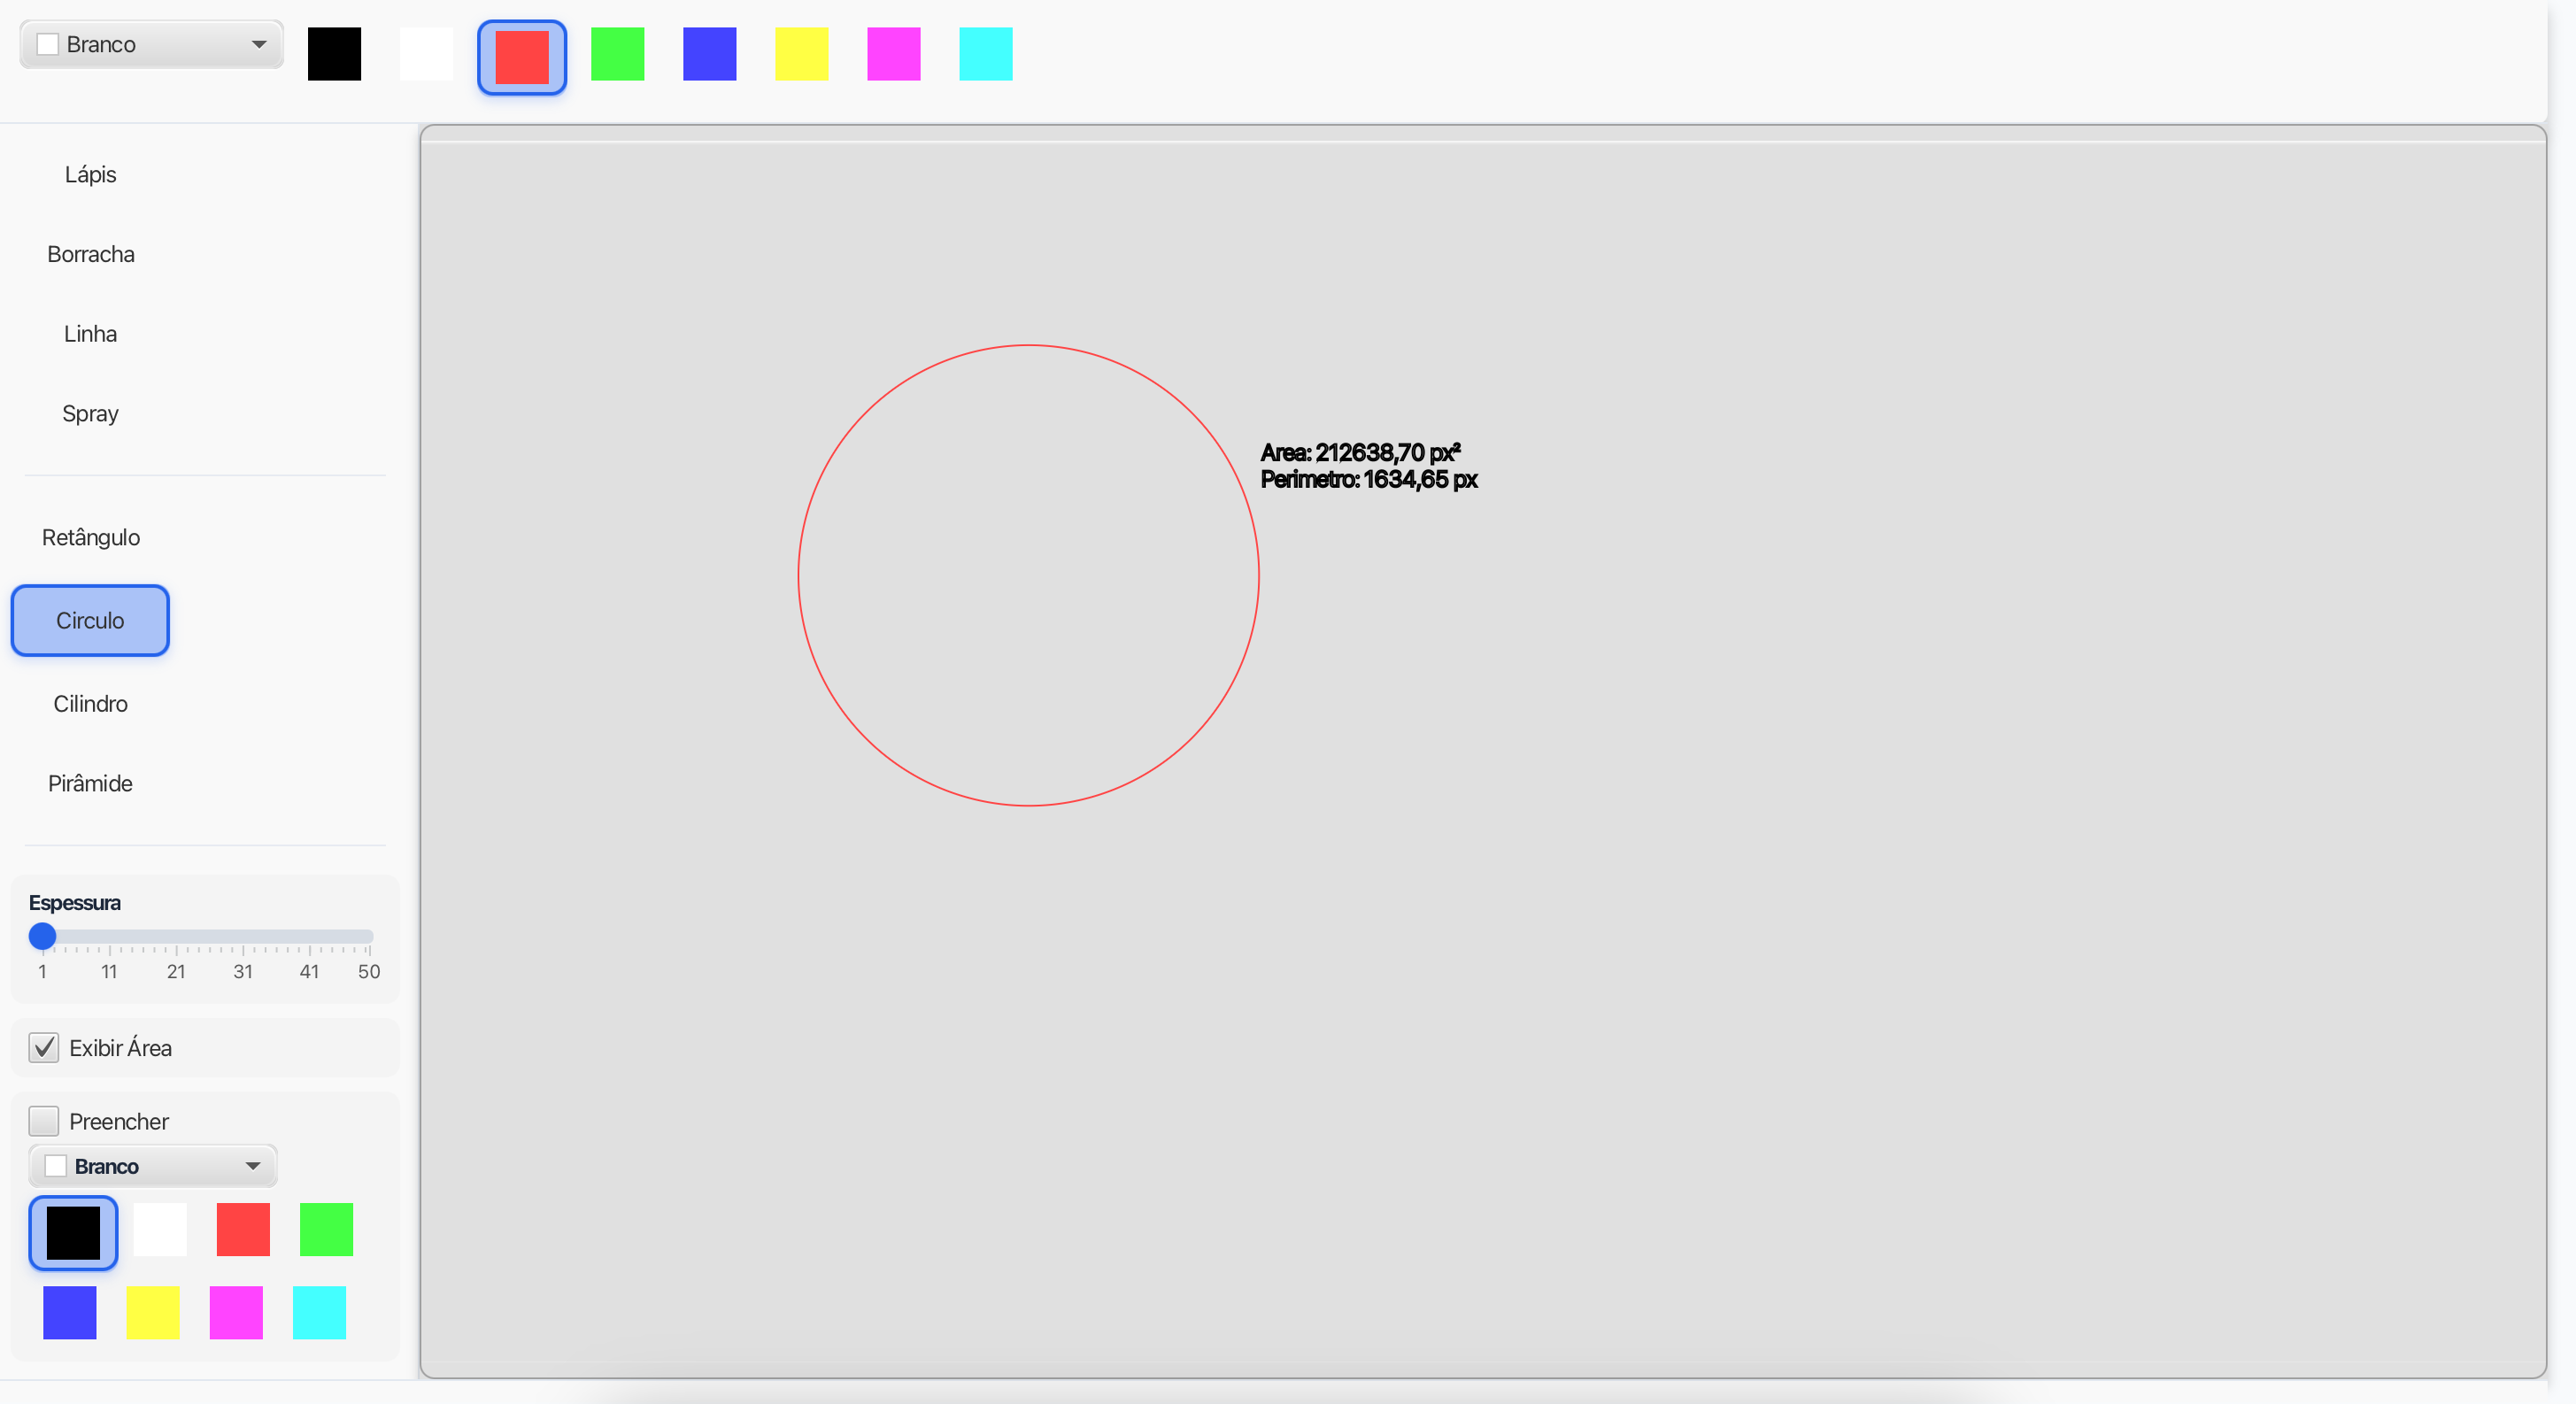 Branco
Lápis
Borracha
Linha
Spray
Retângulo
Circulo
Cilindro
Pirâmide
Espessura
1 11 21 31 41 50
Exibir Área
Preencher
Branco
Area: 212638,70 px²
Perimetro: 1634,65 px